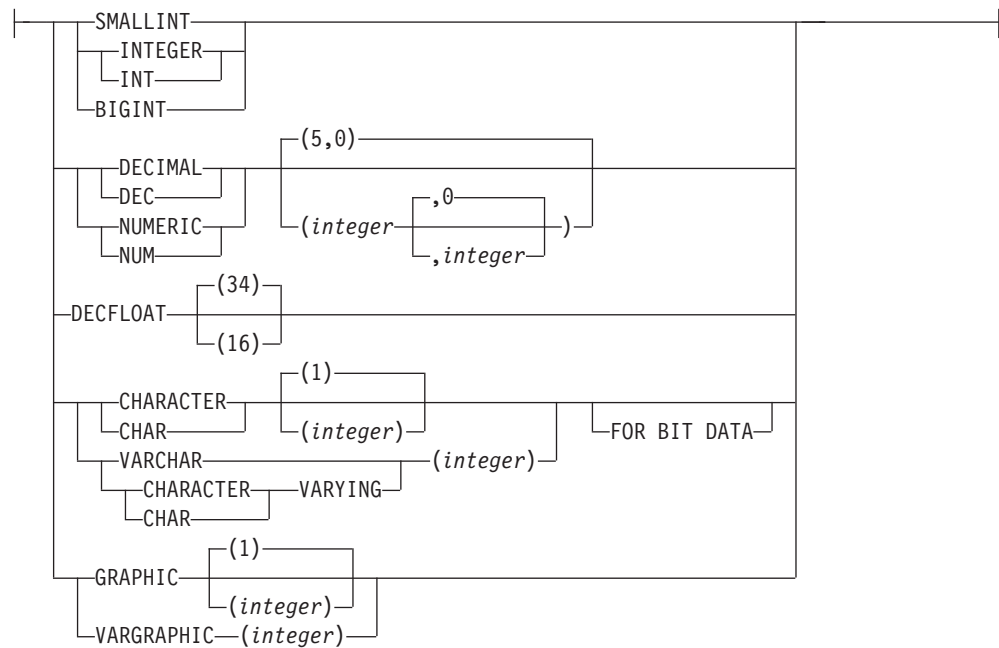 SMALLINT
INTEGER
INT
BIGINT
(5,0)
DECIMAL
DEC ,0
NUMERIC (integer )
NUM ,integer
(34)
DECFLOAT
(16)
(1)
CHARACTER
CHAR (integer) FOR BIT DATA
VARCHAR (integer)
CHARACTER VARYING
CHAR
(1)
GRAPHIC
(integer)
VARGRAPHIC (integer)